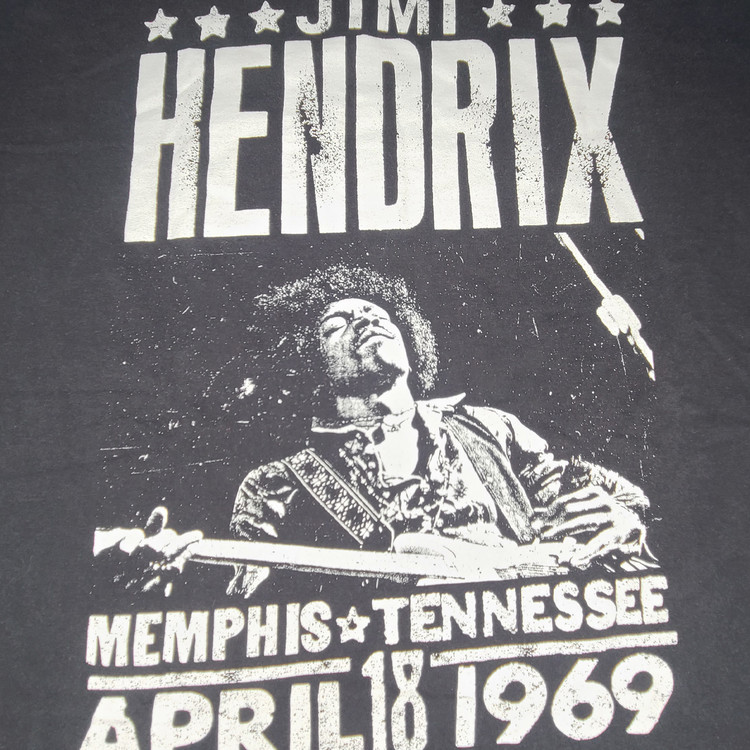 JIMI
HENDRIX
MEMPHIS TENNESSEE
APRIL 18 1969